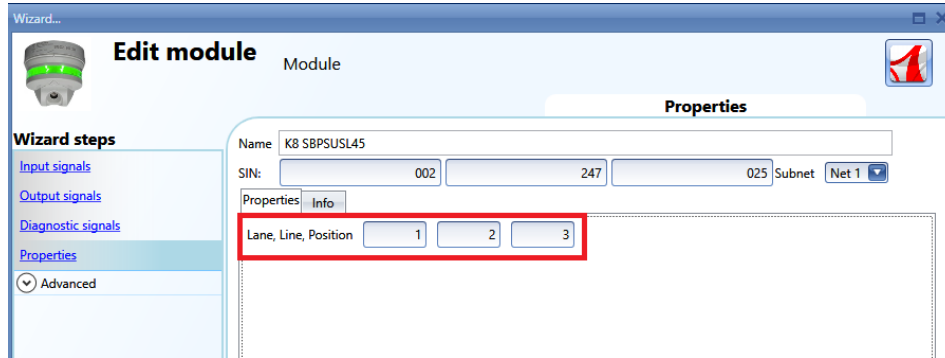 Wizard...
Edit module
Module
Properties
Wizard steps
Input signals
Output signals
Diagnostic signals
Properties
Advanced
Name K8 SBPSUSL45
SIN: 002 247 025 Subnet Net 1
Properties Info
Lane, Line, Position 1 2 3